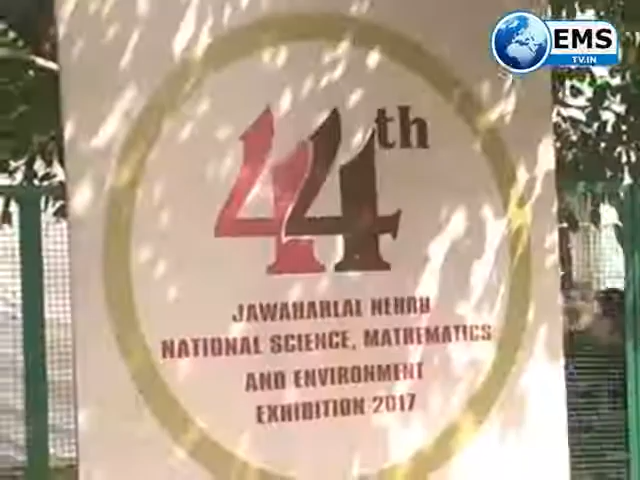 EMS
TV.IN
44th
JAWAHARLAL NEHRU
NATIONAL SCIENCE, MATHEMATICS
AND ENVIRONMENT
EXHIBITION 2017